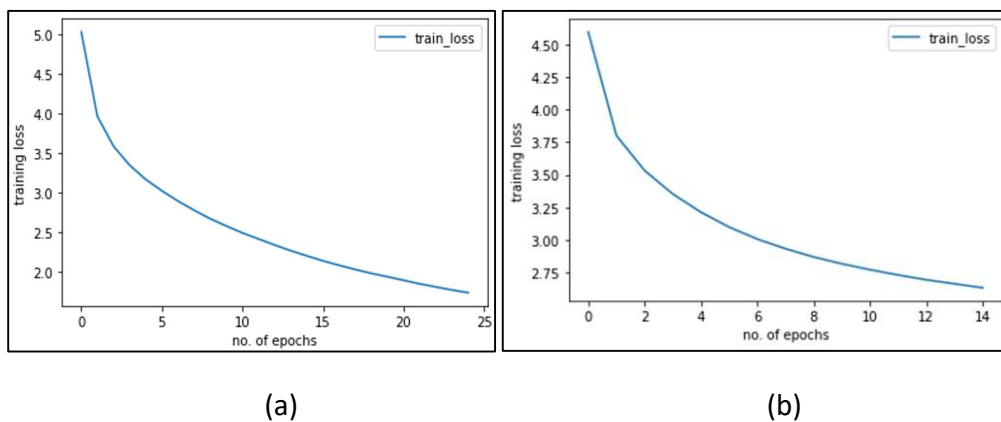 train_loss
5.0
4.5
4.0
3.5
3.0
2.5
2.0
training loss
0 5 10 15 20 25
no. of epochs
(a)
train_loss
4.50
4.25
4.00
3.75
3.50
3.25
3.00
2.75
training loss
0 2 4 6 8 10 12 14
no. of epochs
(b)